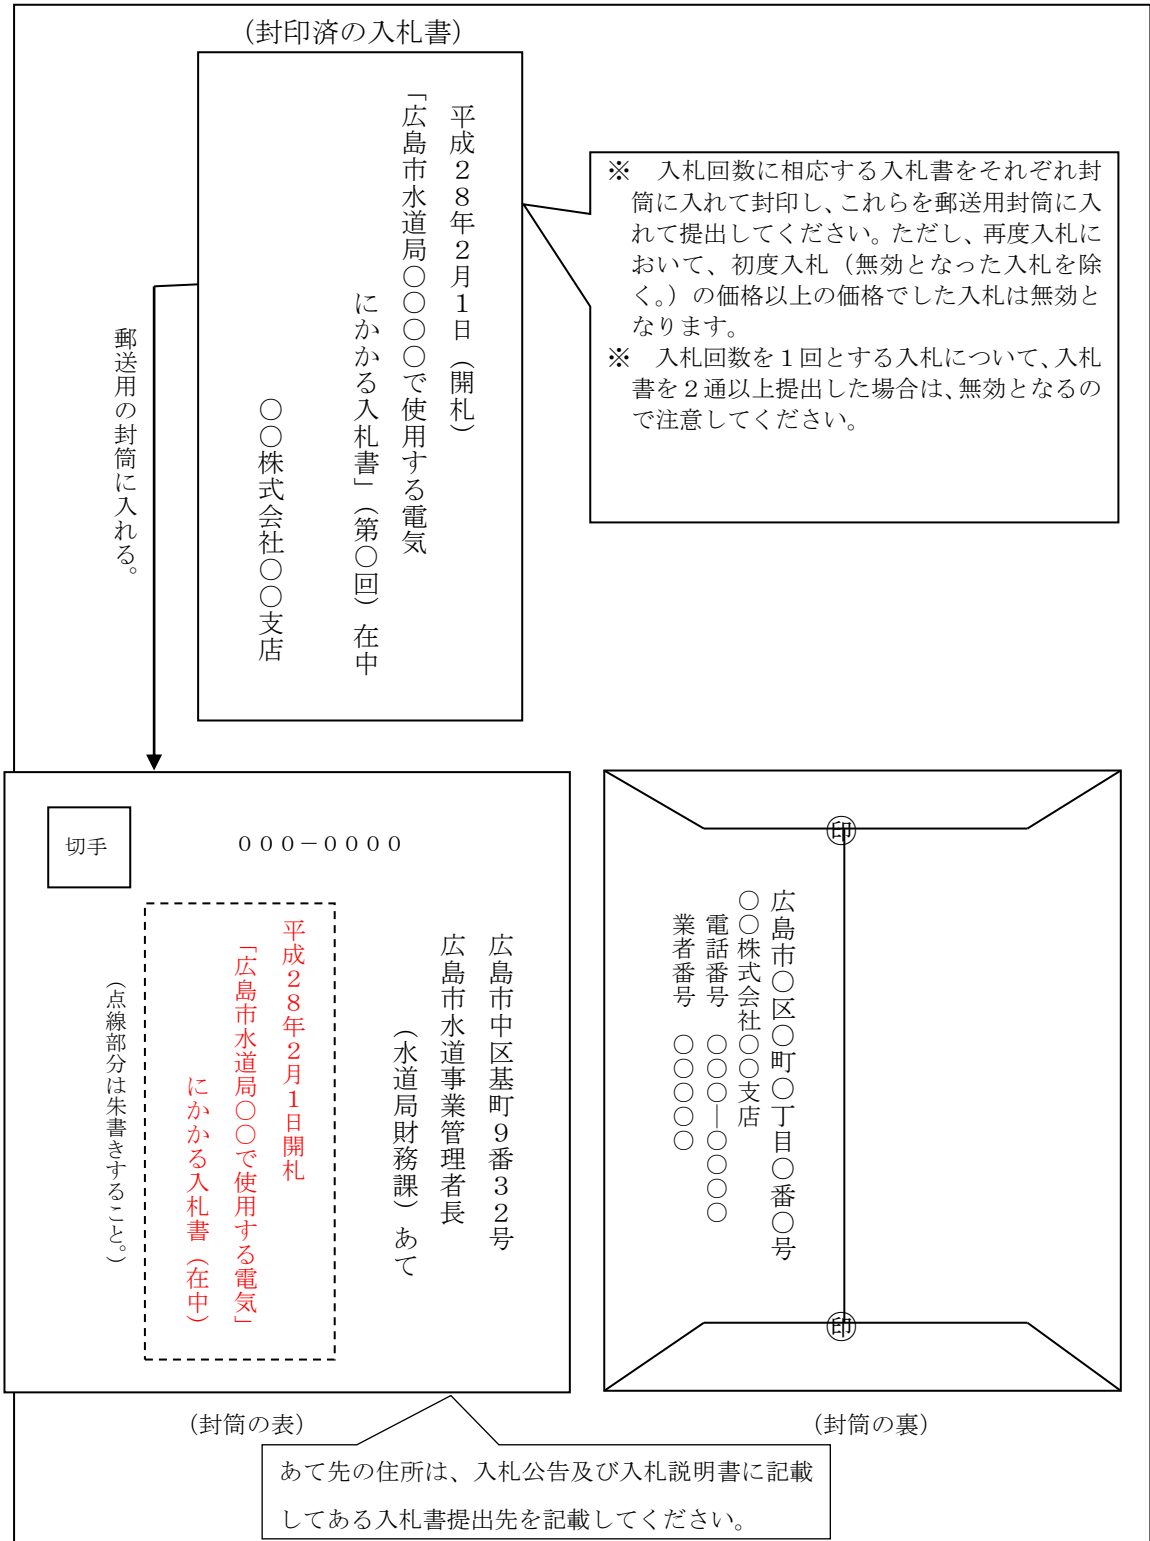 （封印済の入札書）
平成２８年２月１日（開札）
「広島市水道局〇〇〇〇で使用する電気
にかかる入札書」（第〇回）在中
〇〇株式会社〇〇支店
※　入札回数に相応する入札書をそれぞれ封
筒に入れて封印し、これらを郵送用封筒に入
れて提出してください。ただし、再度入札に
おいて、初度入札（無効となった入札を除
く。）の価格以上の価格でした入札は無効と
なります。
※　入札回数を１回とする入札について、入札
書を２通以上提出した場合は、無効となるの
で注意してください。
郵送用の封筒に入れる。
切手
０００－００００
広島市中区基町９番３２号
広島市水道事業管理者長
（水道局財務課）あて
平成２８年２月１日開札
「広島市水道局〇〇で使用する電気」
にかかる入札書（在中）
（点線部分は朱書きすること。）
㊞
広島市〇区〇町〇丁目〇番〇号
〇〇株式会社〇〇支店
電話番号　〇〇〇―〇〇〇〇
業者番号　〇〇〇〇〇
㊞
（封筒の表）
（封筒の裏）
あて先の住所は、入札公告及び入札説明書に記載
してある入札書提出先を記載してください。